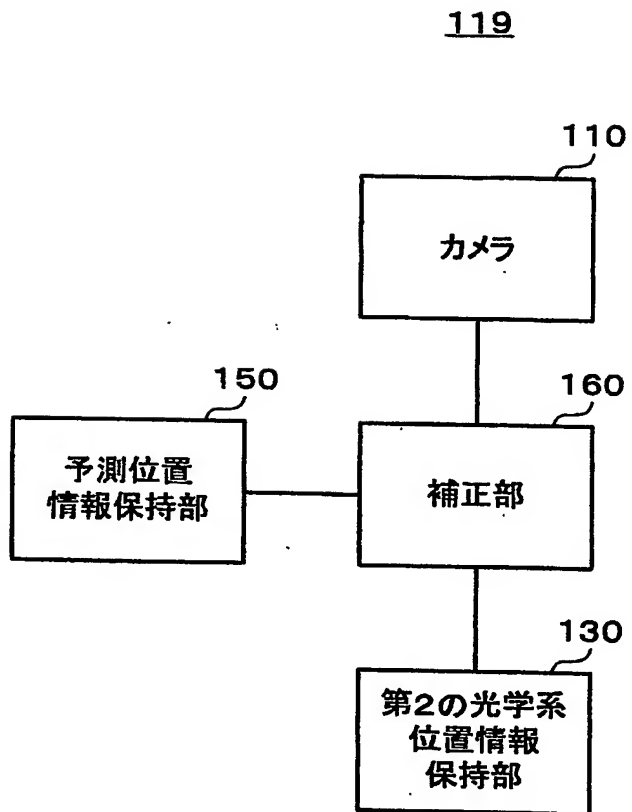 119
110
カメラ
150
予測位置
情報保持部
160
補正部
130
第2の光学系
位置情報
保持部